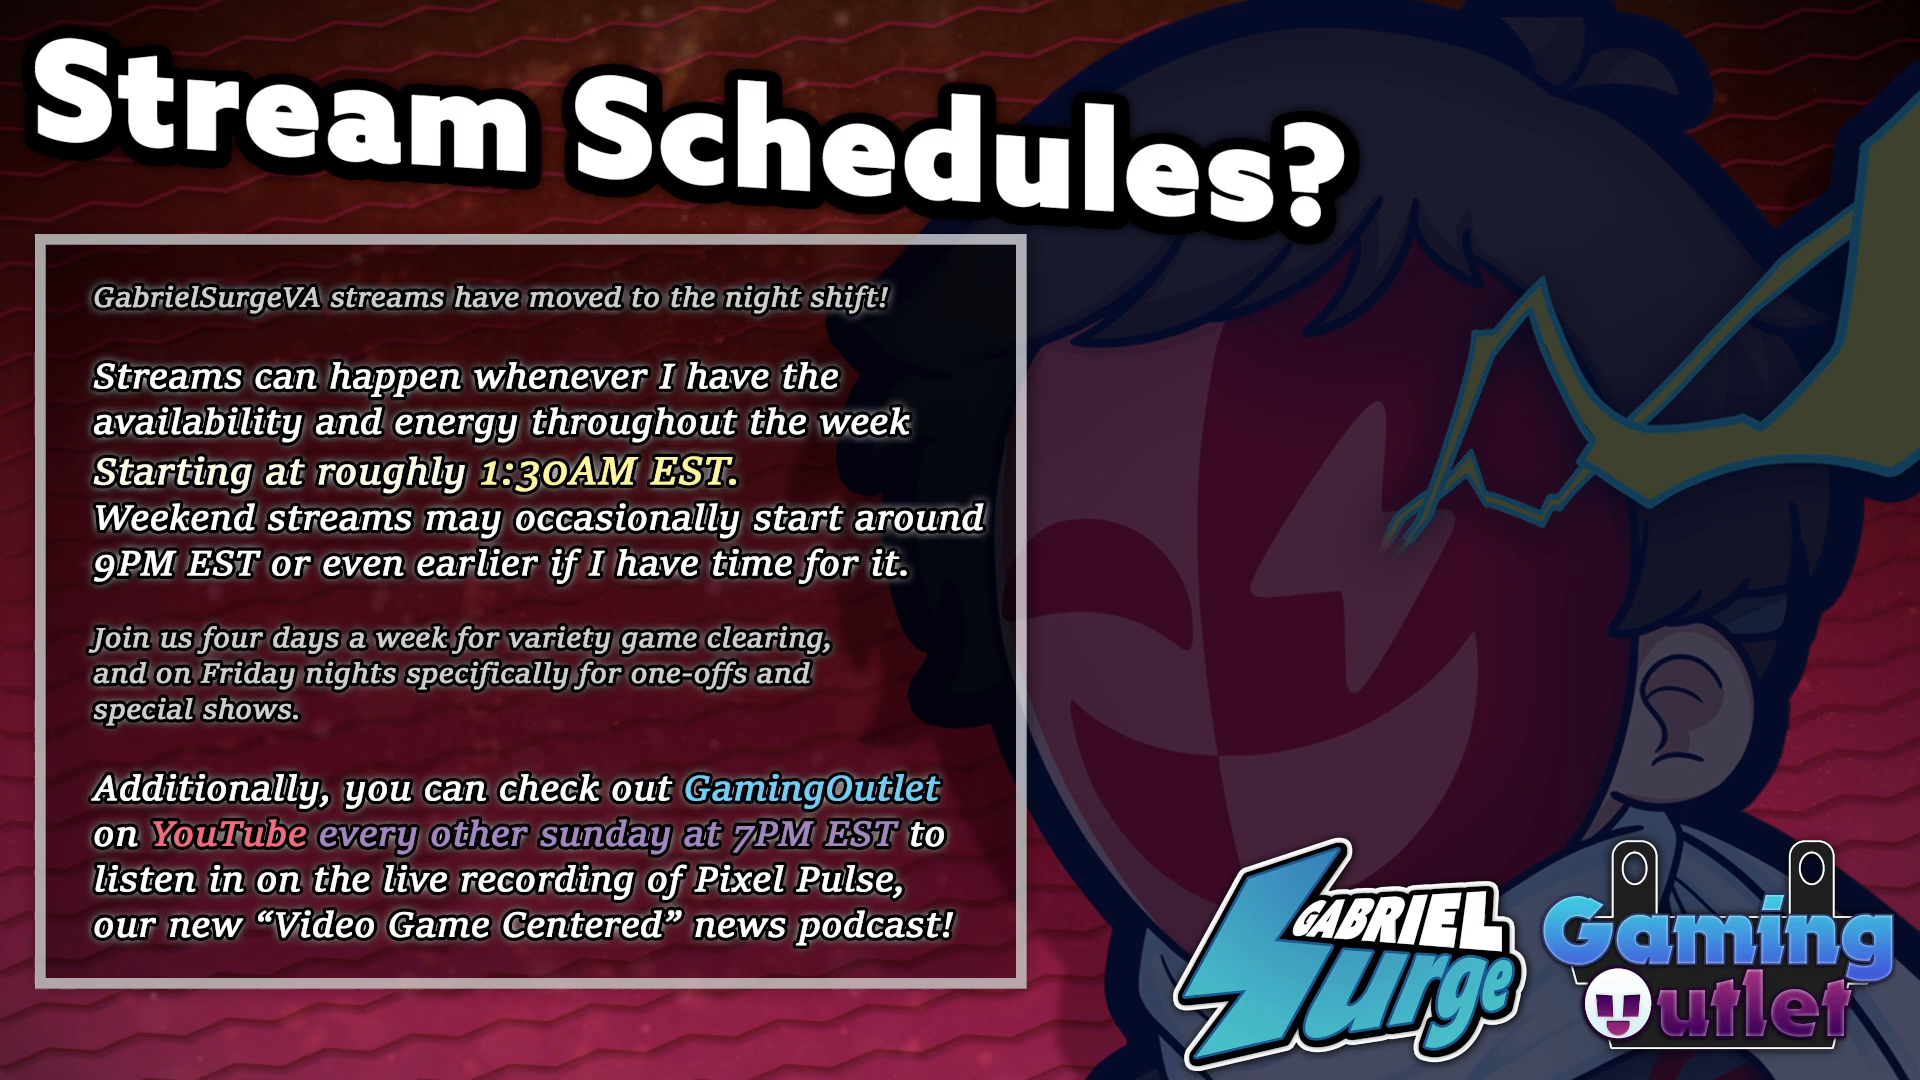 Stream Schedules?
GabrielSurgeVA streams have moved to the night shift!
Streams can happen whenever I have the
availability and energy throughout the week
Starting at roughly 1:30AM EST.
Weekend streams may occasionally start around
9PM EST or even earlier if I have time for it.
Join us four days a week for variety game clearing,
and on Friday nights specifically for one-offs and
special shows.
Additionally, you can check out GamingOutlet
on YouTube every other sunday at 7PM EST to
listen in on the live recording of Pixel Pulse,
our new “Video Game Centered” news podcast!
GABRIEL
Surge
Gaming
Outlet